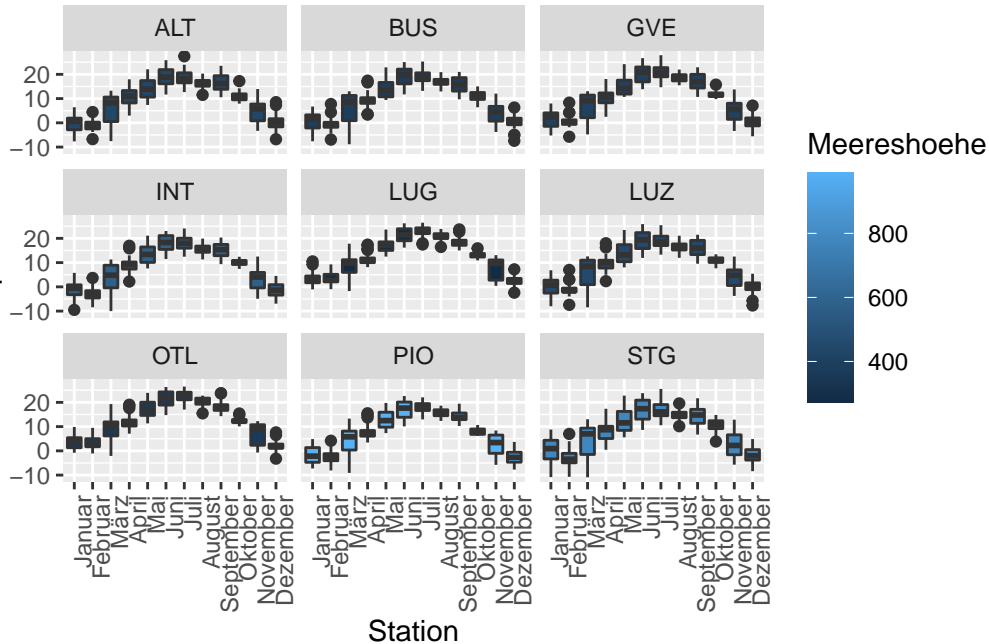 ALT
BUS
GVE
20
10
0
−10
INT
LUG
LUZ
20
10
0
−10
OTL
PIO
STG
20
10
0
−10
Januar
Februar
März
April
Mai
Juni
Juli
August
September
Oktober
November
Dezember
Januar
Februar
März
April
Mai
Juni
Juli
August
September
Oktober
November
Dezember
Januar
Februar
März
April
Mai
Juni
Juli
August
September
Oktober
November
Dezember
Station
Meereshoehe
800
600
400